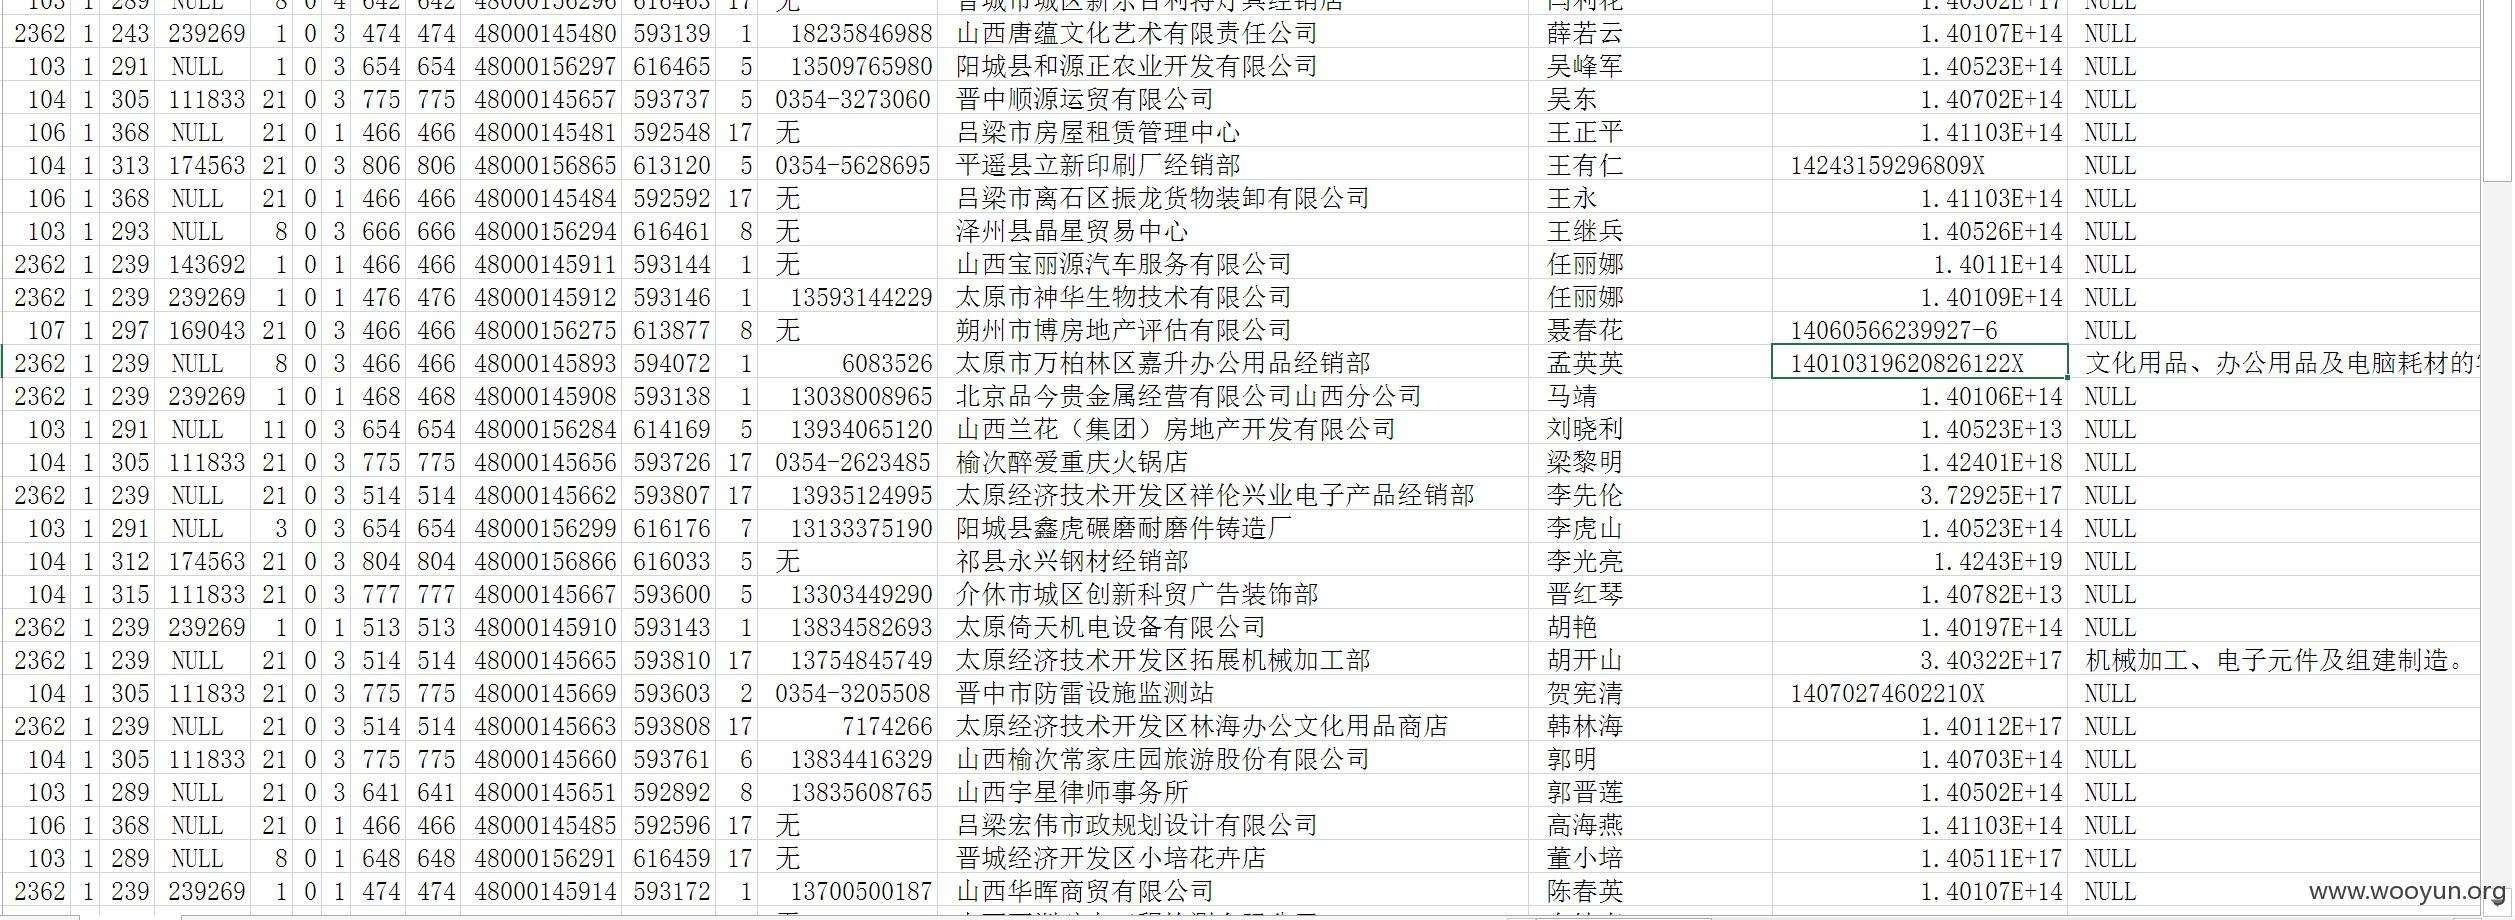 2362 1 243 239269 1 0 3 474 474 48000145480 593139 1 18235846988 山西唐蕴文化艺术有限责任公司 薛若云 1.40107E+14 NULL
103 1 291 NULL 1 0 3 654 654 48000156297 616465 5 13509765980 阳城县和源正农业开发有限公司 吴峰军 1.40523E+14 NULL
104 1 305 111833 21 0 3 775 775 48000145657 593737 5 0354-3273060 晋中顺源运贸有限公司 吴东 1.40702E+14 NULL
106 1 368 NULL 21 0 1 466 466 48000145481 592548 17 无 吕梁市房屋租赁管理中心 王正平 1.41103E+14 NULL
104 1 313 174563 21 0 3 806 806 48000156865 613120 5 0354-5628695 平遥县立新印刷厂经销部 王有仁 14243159296809X NULL
106 1 368 NULL 21 0 1 466 466 48000145484 592592 17 无 吕梁市离石区振龙货物装卸有限公司 王永 1.41103E+14 NULL
103 1 293 NULL 8 0 3 666 666 48000156294 616461 8 无 泽州县晶星贸易中心 王继兵 1.40526E+14 NULL
2362 1 239 143692 1 0 1 466 466 48000145911 593144 1 无 山西宝丽源汽车服务有限公司 任丽娜 1.4011E+14 NULL
2362 1 239 239269 1 0 1 476 476 48000145912 593146 1 13593144229 太原市神华生物技术有限公司 任丽娜 1.40109E+14 NULL
107 1 297 169043 21 0 3 466 466 48000156275 613877 8 无 朔州市博房地产评估有限公司 聂春花 14060566239927-6 NULL
2362 1 239 NULL 8 0 3 466 466 48000145893 594072 1 6083526 太原市万柏林区嘉升办公用品经销部 孟英英 14010319620826122X 文化用品、办公用品及电脑耗材的
2362 1 239 239269 1 0 1 468 468 48000145908 593138 1 13038008965 北京品今贵金属经营有限公司山西分公司 马靖 1.40106E+14 NULL
103 1 291 NULL 11 0 3 654 654 48000156284 614169 5 13934065120 山西兰花（集团）房地产开发有限公司 刘晓利 1.40523E+13 NULL
104 1 305 111833 21 0 3 775 775 48000145656 593726 17 0354-2623485 榆次醉爱重庆火锅店 梁黎明 1.42401E+18 NULL
2362 1 239 NULL 21 0 3 514 514 48000145662 593807 17 13935124995 太原经济技术开发区祥伦兴业电子产品经销部 李先伦 3.72925E+17 NULL
103 1 291 NULL 3 0 3 654 654 48000156299 616176 7 13133375190 阳城县鑫虎碾磨耐磨件铸造厂 李虎山 1.40523E+14 NULL
104 1 312 174563 21 0 3 804 804 48000156866 616033 5 无 祁县永兴钢材经销部 李光亮 1.4243E+19 NULL
104 1 315 111833 21 0 3 777 777 48000145667 593600 5 13303449290 介休市城区创新科贸广告装饰部 晋红琴 1.40782E+13 NULL
2362 1 239 239269 1 0 1 513 513 48000145910 593143 1 13834582693 太原倚天机电设备有限公司 胡艳 1.40197E+14 NULL
2362 1 239 NULL 21 0 3 514 514 48000145665 593810 17 13754845749 太原经济技术开发区拓展机械加工部 胡开山 3.40322E+17 机械加工、电子元件及组建制造。
104 1 305 111833 21 0 3 775 775 48000145669 593603 2 0354-3205508 晋中市防雷设施监测站 贺宪清 14070274602210X NULL
2362 1 239 NULL 21 0 3 514 514 48000145663 593808 17 7174266 太原经济技术开发区林海办公文化用品商店 韩林海 1.40112E+17 NULL
104 1 305 111833 21 0 3 775 775 48000145660 593761 6 13834416329 山西榆次常家庄园旅游股份有限公司 郭明 1.40703E+14 NULL
103 1 289 NULL 21 0 3 641 641 48000145651 592892 8 13835608765 山西宇星律师事务所 郭晋莲 1.40502E+14 NULL
106 1 368 NULL 21 0 1 466 466 48000145485 592596 17 无 吕梁宏伟市政规划设计有限公司 高海燕 1.41103E+14 NULL
103 1 289 NULL 8 0 1 648 648 48000156291 616459 17 无 晋城经济开发区小培花卉店 董小培 1.40511E+17 NULL
2362 1 239 239269 1 0 1 474 474 48000145914 593172 1 13700500187 山西华晖商贸有限公司 陈春英 1.40107E+14 NULL
www.wooyun.org